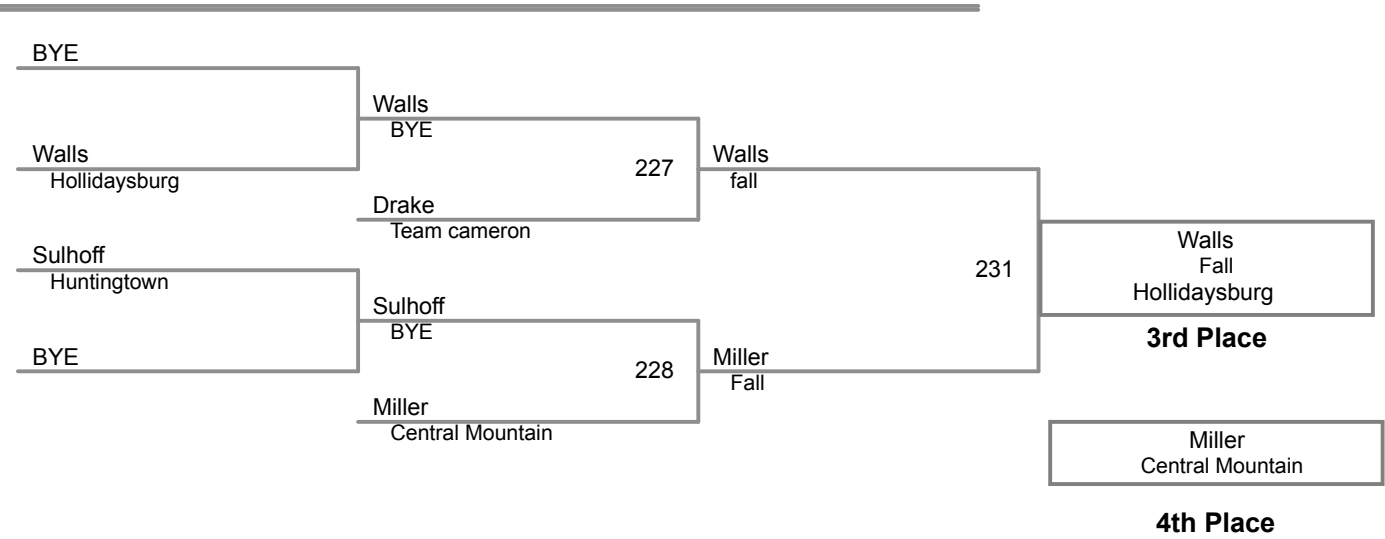 BYE
Walls
BYE
Walls
Hollidaysburg
227
Walls
fall
Drake
Team cameron
Sulhoff
Huntingtown
231
Walls
Fall
Hollidaysburg
3rd Place
Sulhoff
BYE
BYE
228
Miller
Fall
Miller
Central Mountain
Miller
Central Mountain
4th Place